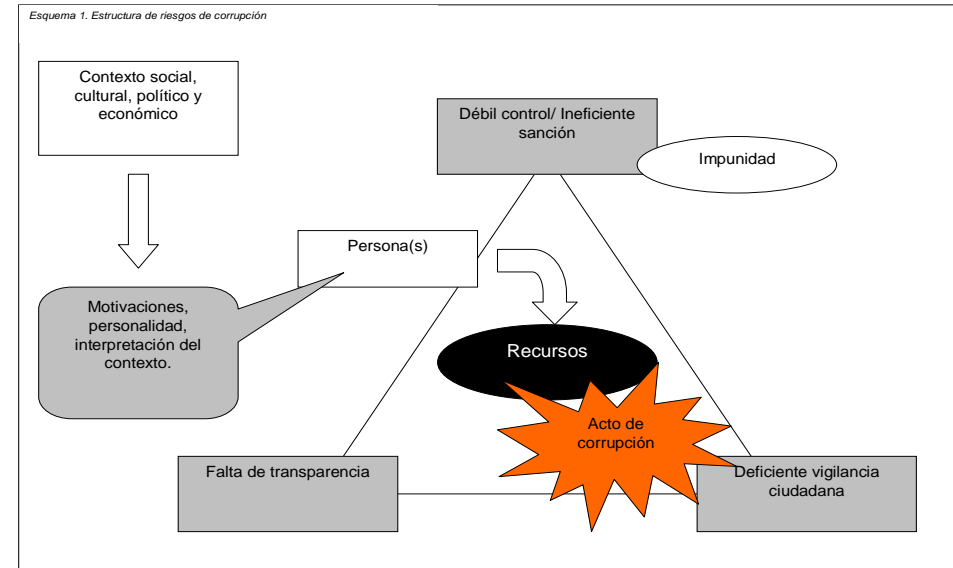 Esquema 1. Estructura de riesgos de corrupción
Contexto social,
cultural, político y
económico
Débil control/ Ineficiente
sanción
Impunidad
Persona(s)
Motivaciones,
personalidad,
interpretación del
contexto.
Recursos
Acto de
corrupción
Falta de transparencia
Deficiente vigilancia
ciudadana